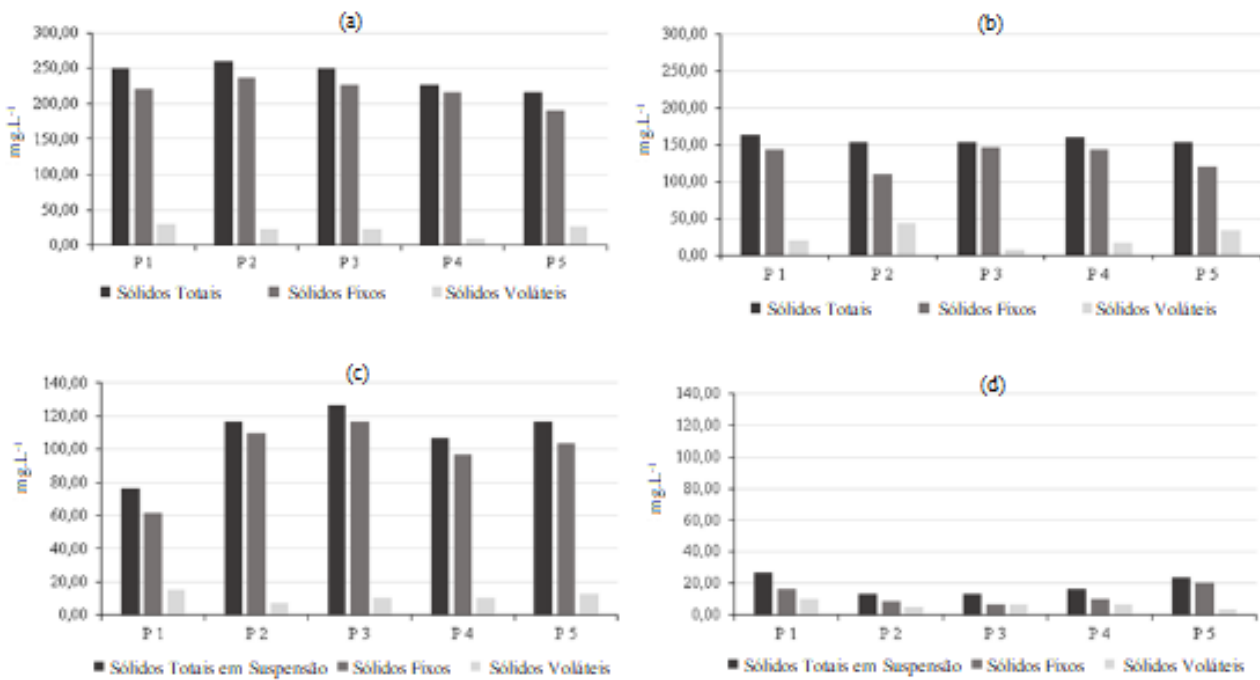 (a)
300,00
250,00
200,00
150,00
100,00
50,00
0,00
mg.L⁻¹
P 1 P 2 P 3 P 4 P 5
Sólidos Totais Sólidos Fixos Sólidos Voláteis
(b)
300,00
250,00
200,00
150,00
100,00
50,00
0,00
mg.L⁻¹
P 1 P 2 P 3 P 4 P 5
Sólidos Totais Sólidos Fixos Sólidos Voláteis
(c)
140,00
120,00
100,00
80,00
60,00
40,00
20,00
0,00
mg.L⁻¹
P 1 P 2 P 3 P 4 P 5
Sólidos Totais em Suspensão Sólidos Fixos Sólidos Voláteis
(d)
140,00
120,00
100,00
80,00
60,00
40,00
20,00
0,00
mg.L⁻¹
P 1 P 2 P 3 P 4 P 5
Sólidos Totais em Suspensão Sólidos Fixos Sólidos Voláteis